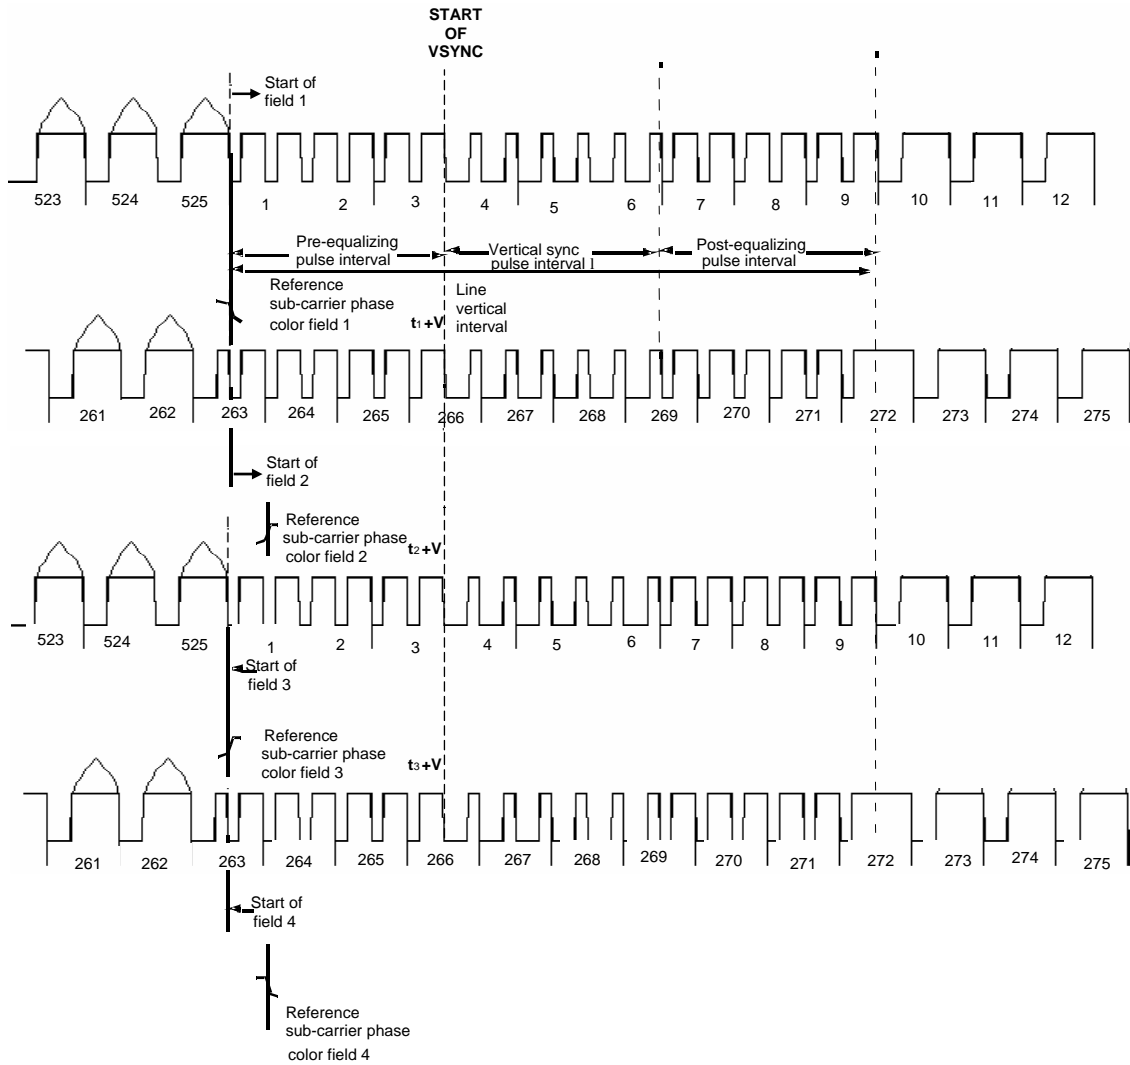 START
OF
VSYNC
Start of
field 1
523 524 525 1 2 3 4 5 6 7 8 9 10 11 12
Pre-equalizing
pulse interval
Vertical sync
pulse interval l
Post-equalizing
pulse interval
Reference
sub-carrier phase
color field 1
t1+V
Line
vertical
interval
261 262 263 264 265 266 267 268 269 270 271 272 273 274 275
Start of
field 2
Reference
sub-carrier phase
color field 2
t2+V
523 524 525 1 2 3 4 5 6 7 8 9 10 11 12
Start of
field 3
Reference
sub-carrier phase
color field 3
t3+V
261 262 263 264 265 266 267 268 269 270 271 272 273 274 275
Start of
field 4
Reference
sub-carrier phase
color field 4